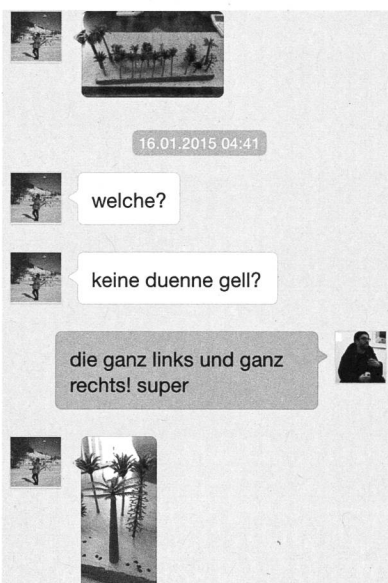 16.01.2015 04:41
welche?
keine duenne gell?
die ganz links und ganz
rechts! super